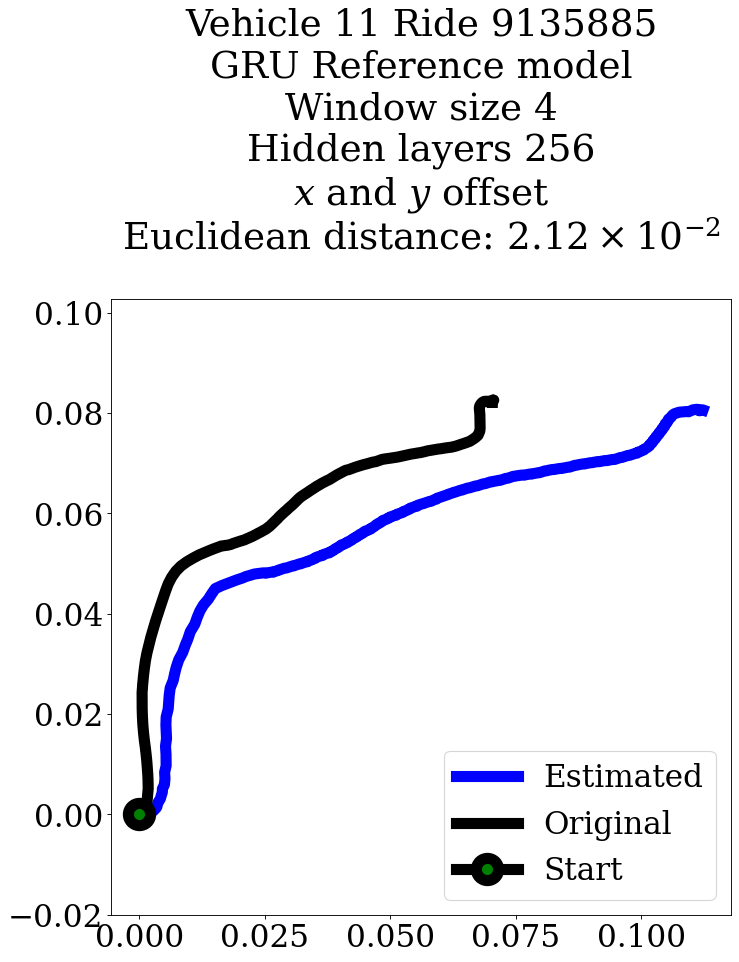 Vehicle 11 Ride 9135885
GRU Reference model
Window size 4
Hidden layers 256
x and y offset
Euclidean distance: 2.12 × 10⁻²
0.10
0.08
0.06
0.04
0.02
0.00
−0.02
Estimated
Original
Start
0.000 0.025 0.050 0.075 0.100